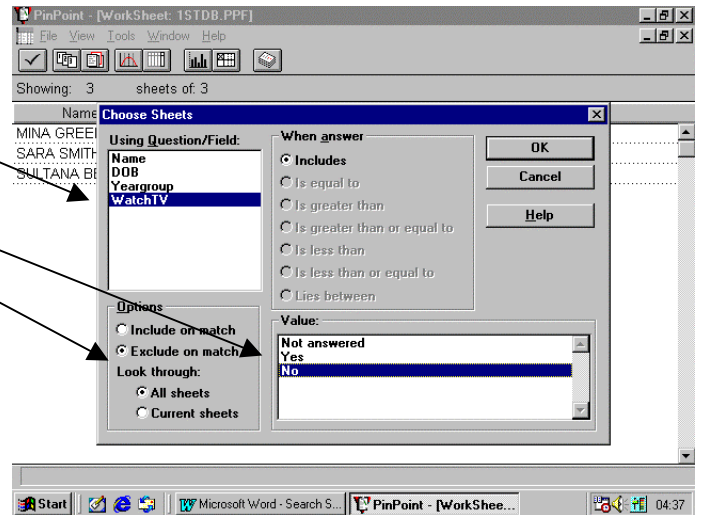 PinPoint - [WorkSheet: 1STDB.PPF]
File View Tools Window Help
Showing: 3 sheets of: 3
Name
MINA GREE
SARA SMITH
SULTANA BE
Choose Sheets
Using Question/Field:
Name
DOB
Yeargroup
WatchTV
When answer
Includes
Is equal to
Is greater than
Is greater than or equal to
Is less than
Is less than or equal to
Lies between
OK
Cancel
Help
Options
Include on match
Exclude on match
Look through:
All sheets
Current sheets
Value:
Not answered
Yes
No
Start
Microsoft Word - Search S...
PinPoint - [WorkShee...
04:37